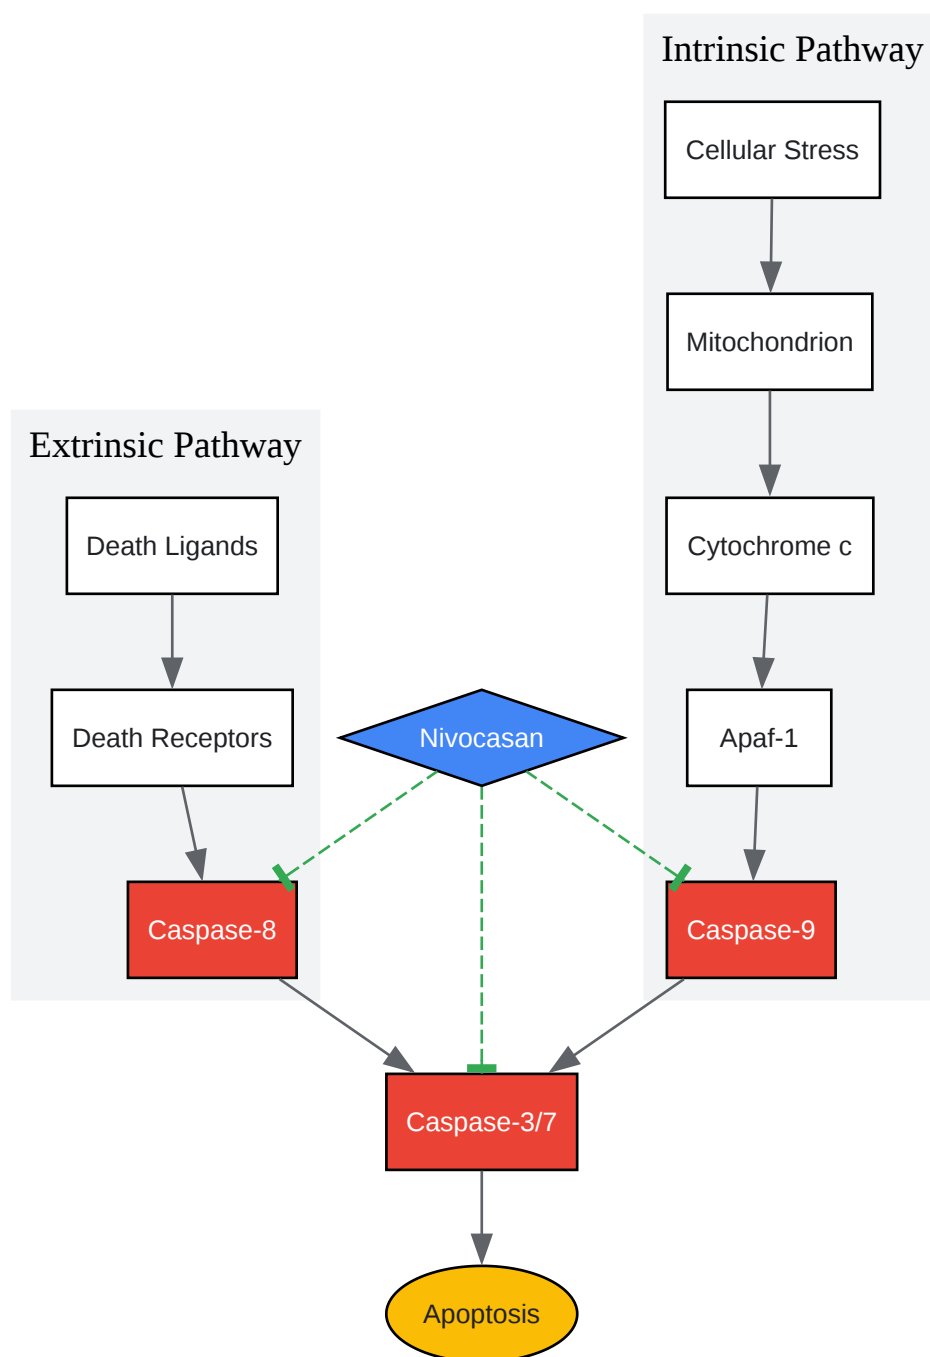 Intrinsic Pathway
Cellular Stress
Mitochondrion
Extrinsic Pathway
Death Ligands
Cytochrome c
Death Receptors
Nivocasan
Apaf-1
Caspase-8
Caspase-9
Caspase-3/7
Apoptosis